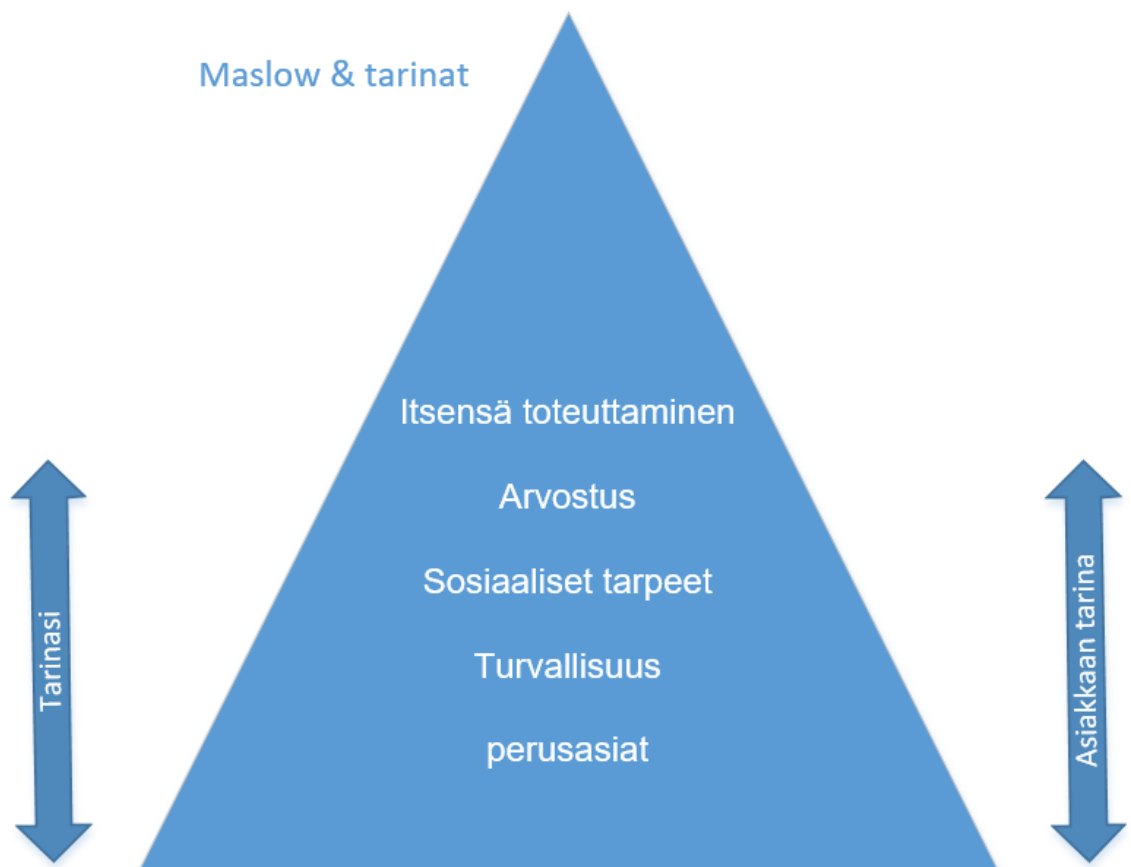 Maslow & tarinat
Itsensä toteuttaminen
Arvostus
Sosiaaliset tarpeet
Turvallisuus
perusasiat
Tarinasi
Asiakkaan tarina